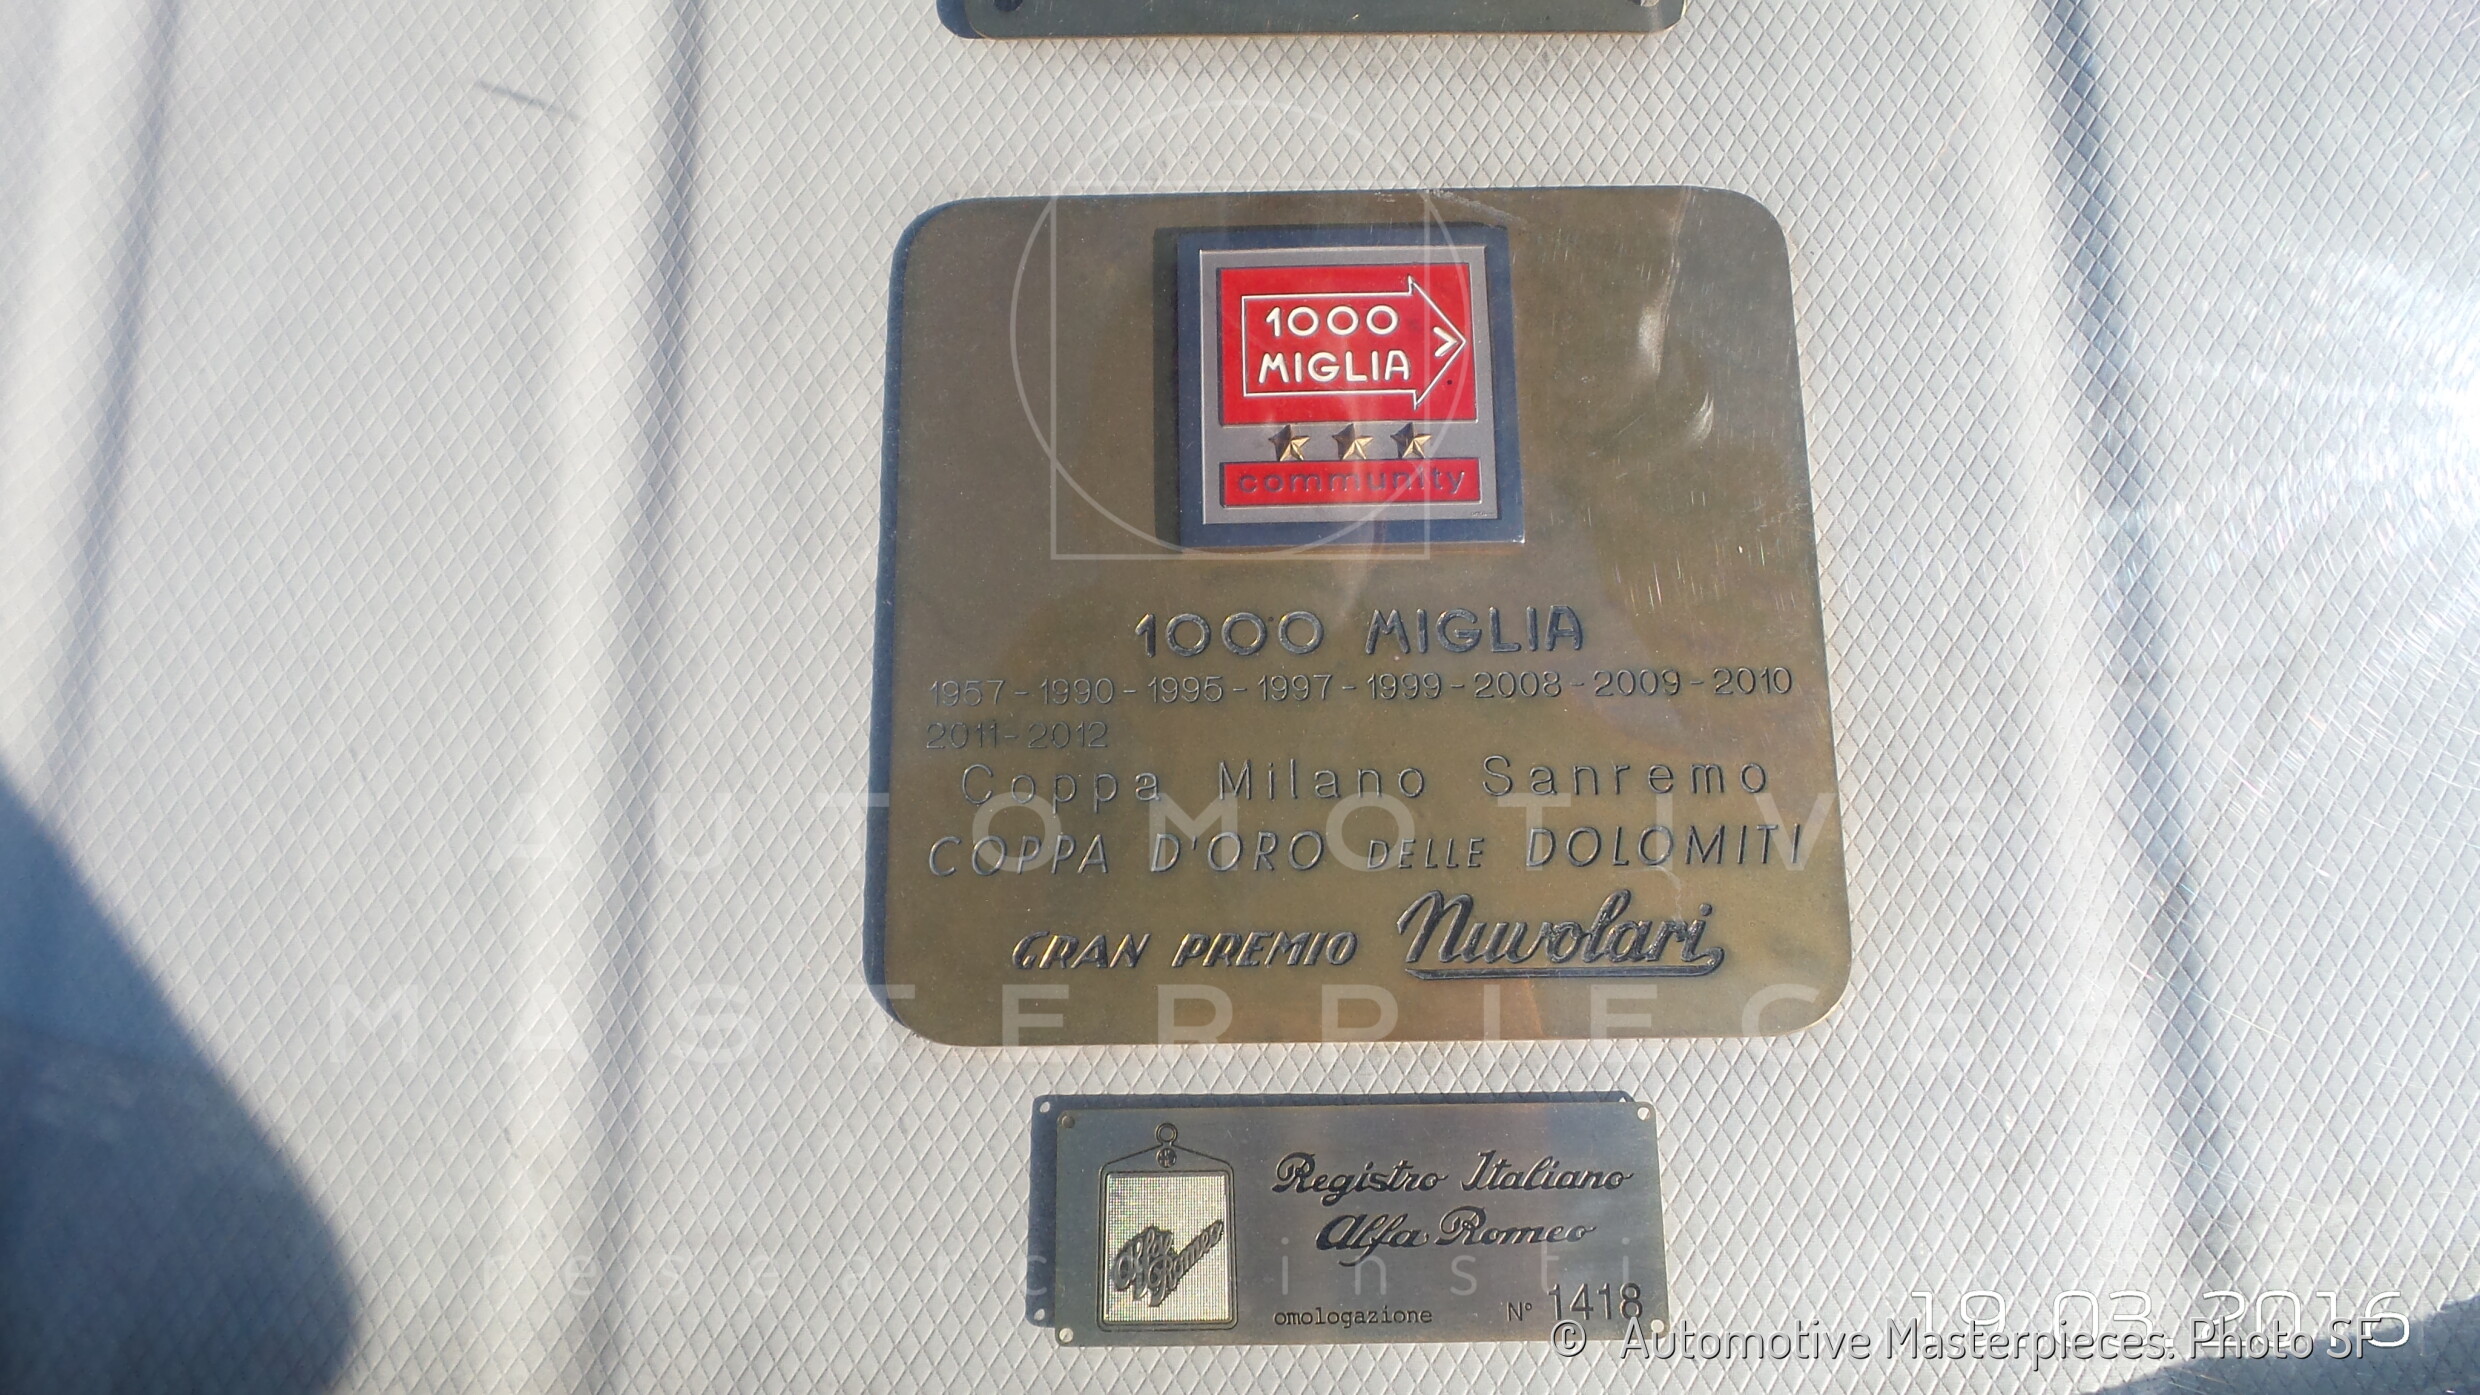 1000
MIGLIA
community
1000 MIGLIA
1957-1990-1995-1997-1999-2008-2009-2010
2011-2012
Coppa Milano Sanremo
COPPA D'ORO DELLE DOLOMITI
GRAN PREMIO Nuvolari
AUTOMOTIVE
MASTERPIECES
Registro Italiano
Alfa Romeo
Alfa Romeo
omologazione N° 1418
19.03.2016
© Automotive Masterpieces. Photo SF